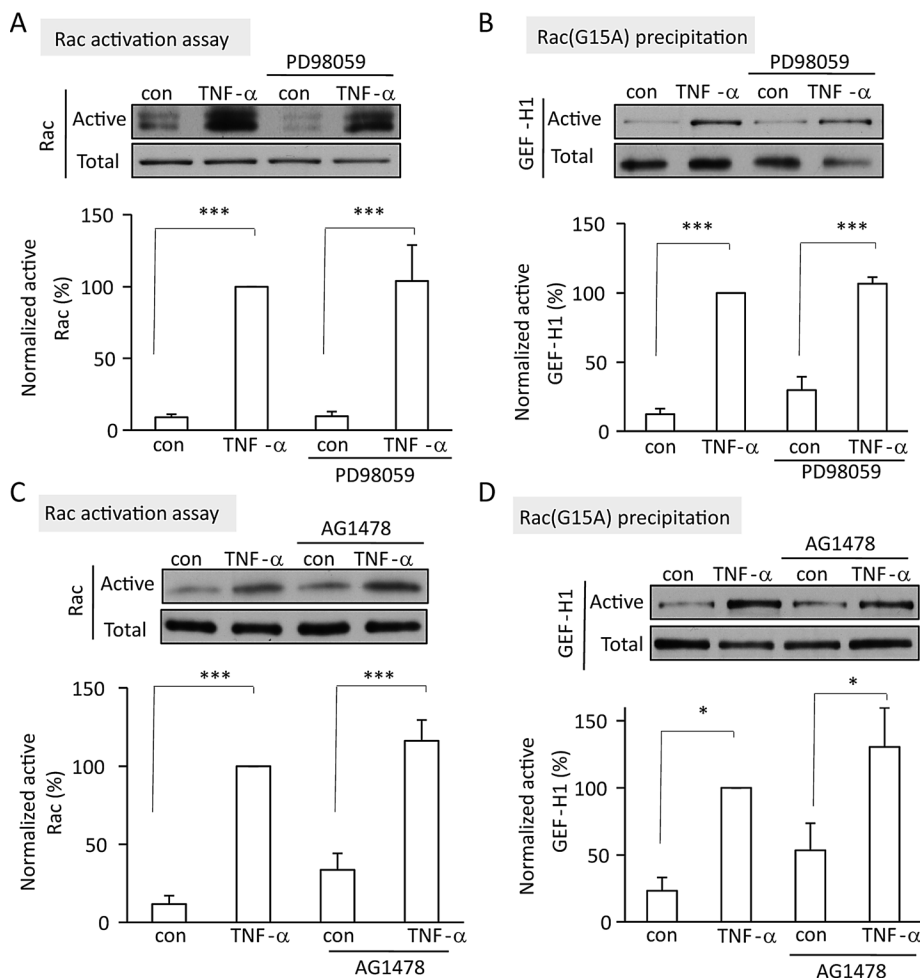 A
Rac activation assay
PD98059
con TNF-α con TNF-α
Rac
Active
Total
***
***
150
100
50
0
Normalized active
Rac (%)
con TNF-α con TNF-α
PD98059
B
Rac(G15A) precipitation
PD98059
con TNF-α con TNF-α
GEF-H1
Active
Total
***
***
150
100
50
0
Normalized active
GEF-H1 (%)
con TNF-α con TNF-α
PD98059
C
Rac activation assay
AG1478
con TNF-α con TNF-α
Rac
Active
Total
***
***
150
100
50
0
Normalized active
Rac (%)
con TNF-α con TNF-α
AG1478
D
Rac(G15A) precipitation
AG1478
con TNF-α con TNF-α
GEF-H1
Active
Total
*
*
150
100
50
0
Normalized active
GEF-H1 (%)
con TNF-α con TNF-α
AG1478